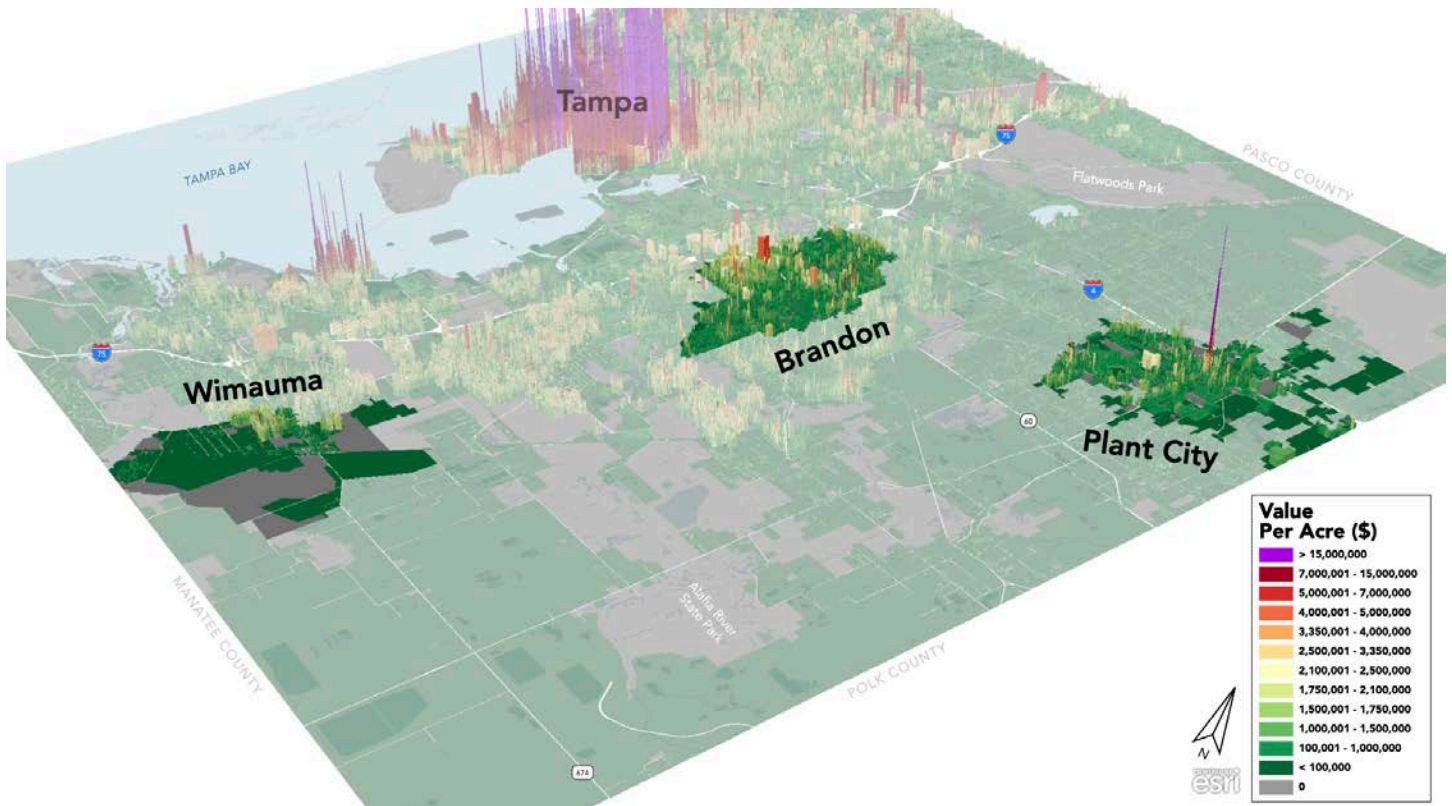 Tampa
75
TAMPA BAY
PASCO COUNTY
Flatwoods Park
4
75
Brandon
Wimauma
60
Plant City
Value
Per Acre ($)
> 15,000,000
7,000,001 - 15,000,000
5,000,001 - 7,000,000
4,000,001 - 5,000,000
3,350,001 - 4,000,000
2,500,001 - 3,350,000
2,100,001 - 2,500,000
1,750,001 - 2,100,000
1,500,001 - 1,750,000
1,000,001 - 1,500,000
100,001 - 1,000,000
< 100,000
0
MANATEE COUNTY
Alafia River
State Park
POLK COUNTY
674
N
esri